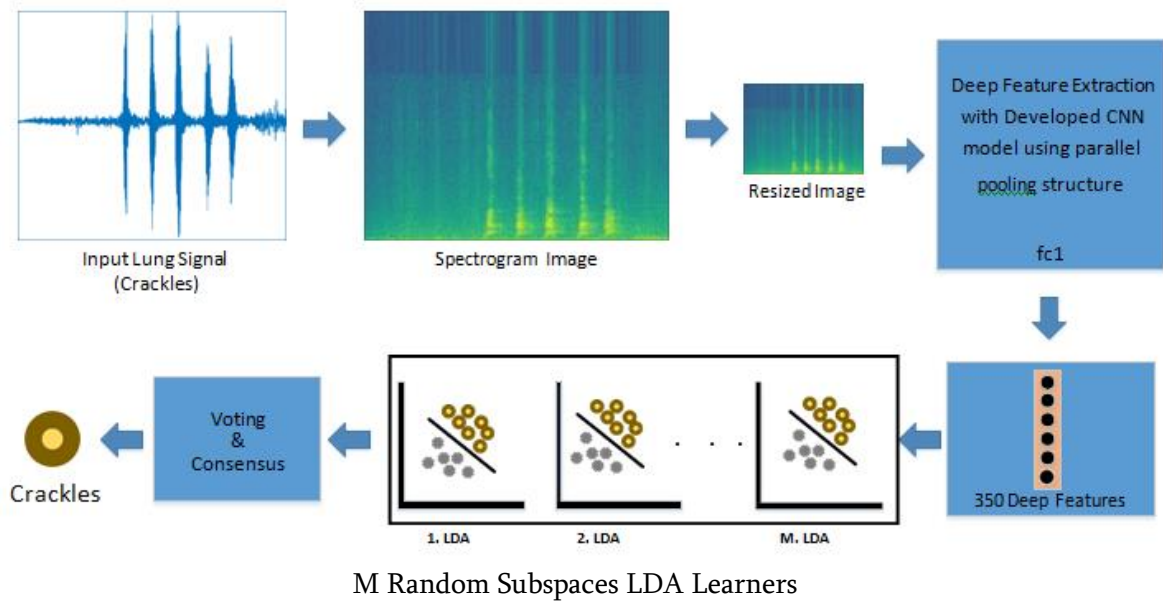 Input Lung Signal
(Crackles)
Spectrogram Image
Resized Image
Deep Feature Extraction
with Developed CNN
model using parallel
pooling structure
fc1
350 Deep Features
1. LDA
2. LDA
. . . .
M. LDA
Voting
&
Consensus
Crackles
M Random Subspaces LDA Learners